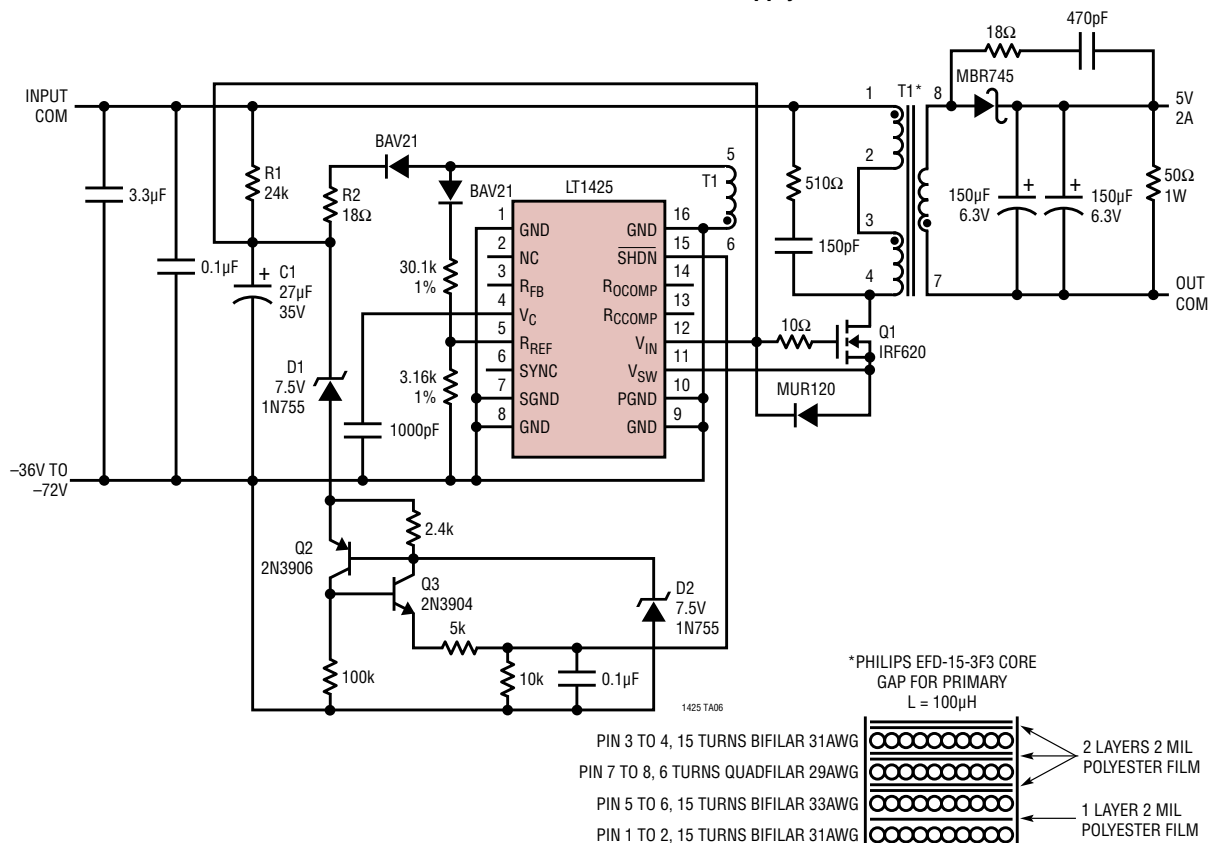 18Ω
470pF
MBR745
INPUT
COM
1
T1*
8
5V
2A
BAV21
R1
24k
R2
18Ω
BAV21
LT1425
T1
5
6
2
3
4
7
510Ω
150pF
150µF
6.3V
+
150µF
6.3V
+
50Ω
1W
OUT
COM
3.3µF
0.1µF
+
C1
27µF
35V
30.1k
1%
3.16k
1%
1000pF
D1
7.5V
1N755
1
GND
2
NC
3
RFB
4
VC
5
RREF
6
SYNC
7
SGND
8
GND
16
GND
15
SHDN
14
ROCOMP
13
RCCOMP
12
VIN
11
VSW
10
PGND
9
GND
10Ω
Q1
IRF620
MUR120
–36V TO
–72V
2.4k
Q2
2N3906
Q3
2N3904
D2
7.5V
1N755
5k
100k
10k
0.1µF
1425 TA06
*PHILIPS EFD-15-3F3 CORE
GAP FOR PRIMARY
L = 100µH
PIN 3 TO 4, 15 TURNS BIFILAR 31AWG
PIN 7 TO 8, 6 TURNS QUADFILAR 29AWG
PIN 5 TO 6, 15 TURNS BIFILAR 33AWG
PIN 1 TO 2, 15 TURNS BIFILAR 31AWG
2 LAYERS 2 MIL
POLYESTER FILM
1 LAYER 2 MIL
POLYESTER FILM